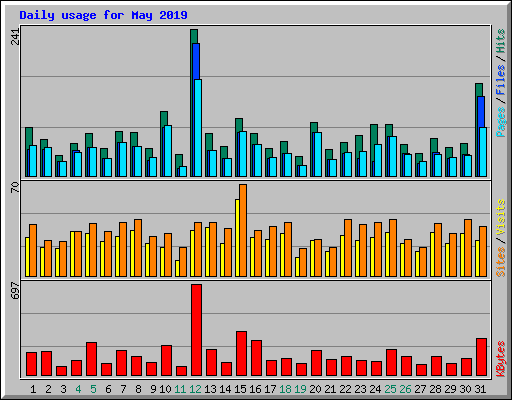 Daily usage for May 2019
241
Pages / Files / Hits
70
Sites / Visits
697
KBytes
1 2 3 4 5 6 7 8 9 10 11 12 13 14 15 16 17 18 19 20 21 22 23 24 25 26 27 28 29 30 31